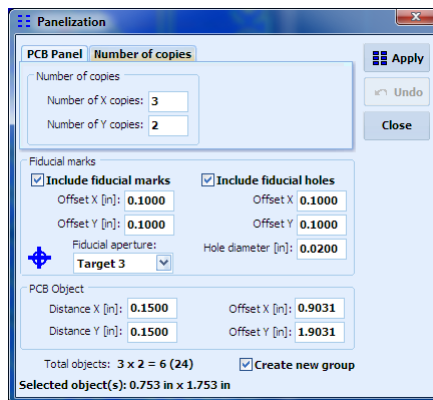 Panelization
PCB Panel Number of copies
Apply
Undo
Close
Number of copies
Number of X copies: 3
Number of Y copies: 2
Fiducial marks
Include fiducial marks Include fiducial holes
Offset X [in]: 0.1000 Offset X 0.1000
Offset Y [in]: 0.1000 Offset Y 0.1000
Fiducial aperture: Hole diameter [in]: 0.0200
Target 3
PCB Object
Distance X [in]: 0.1500 Offset X [in]: 0.9031
Distance Y [in]: 0.1500 Offset Y [in]: 1.9031
Total objects: 3 x 2 = 6 (24) Create new group
Selected object(s): 0.753 in x 1.753 in